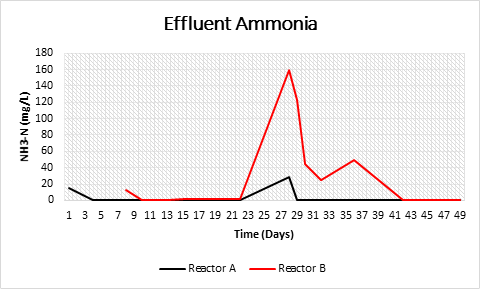 Effluent Ammonia
180
160
140
120
100
80
60
40
20
0
NH3-N (mg/L)
1 3 5 7 9 11 13 15 17 19 21 23 25 27 29 31 33 35 37 39 41 43 45 47 49
Time (Days)
Reactor A Reactor B